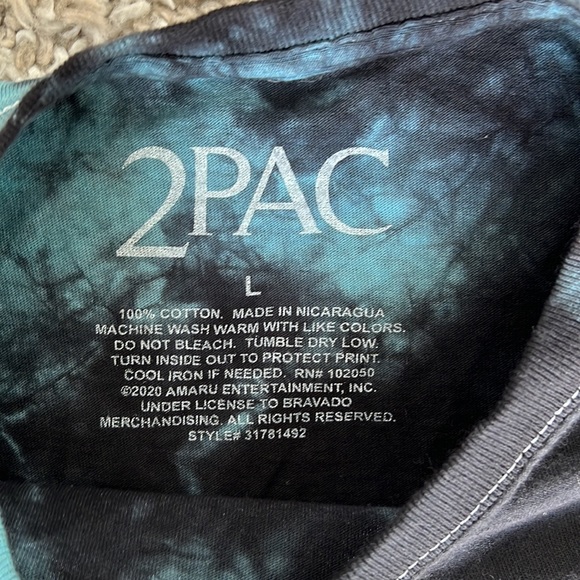 2PAC
L
100% COTTON. MADE IN NICARAGUA
MACHINE WASH WARM WITH LIKE COLORS.
DO NOT BLEACH. TUMBLE DRY LOW.
TURN INSIDE OUT TO PROTECT PRINT.
COOL IRON IF NEEDED. RN# 102050
©2020 AMARU ENTERTAINMENT, INC.
UNDER LICENSE TO BRAVADO
MERCHANDISING. ALL RIGHTS RESERVED.
STYLE# 31781492